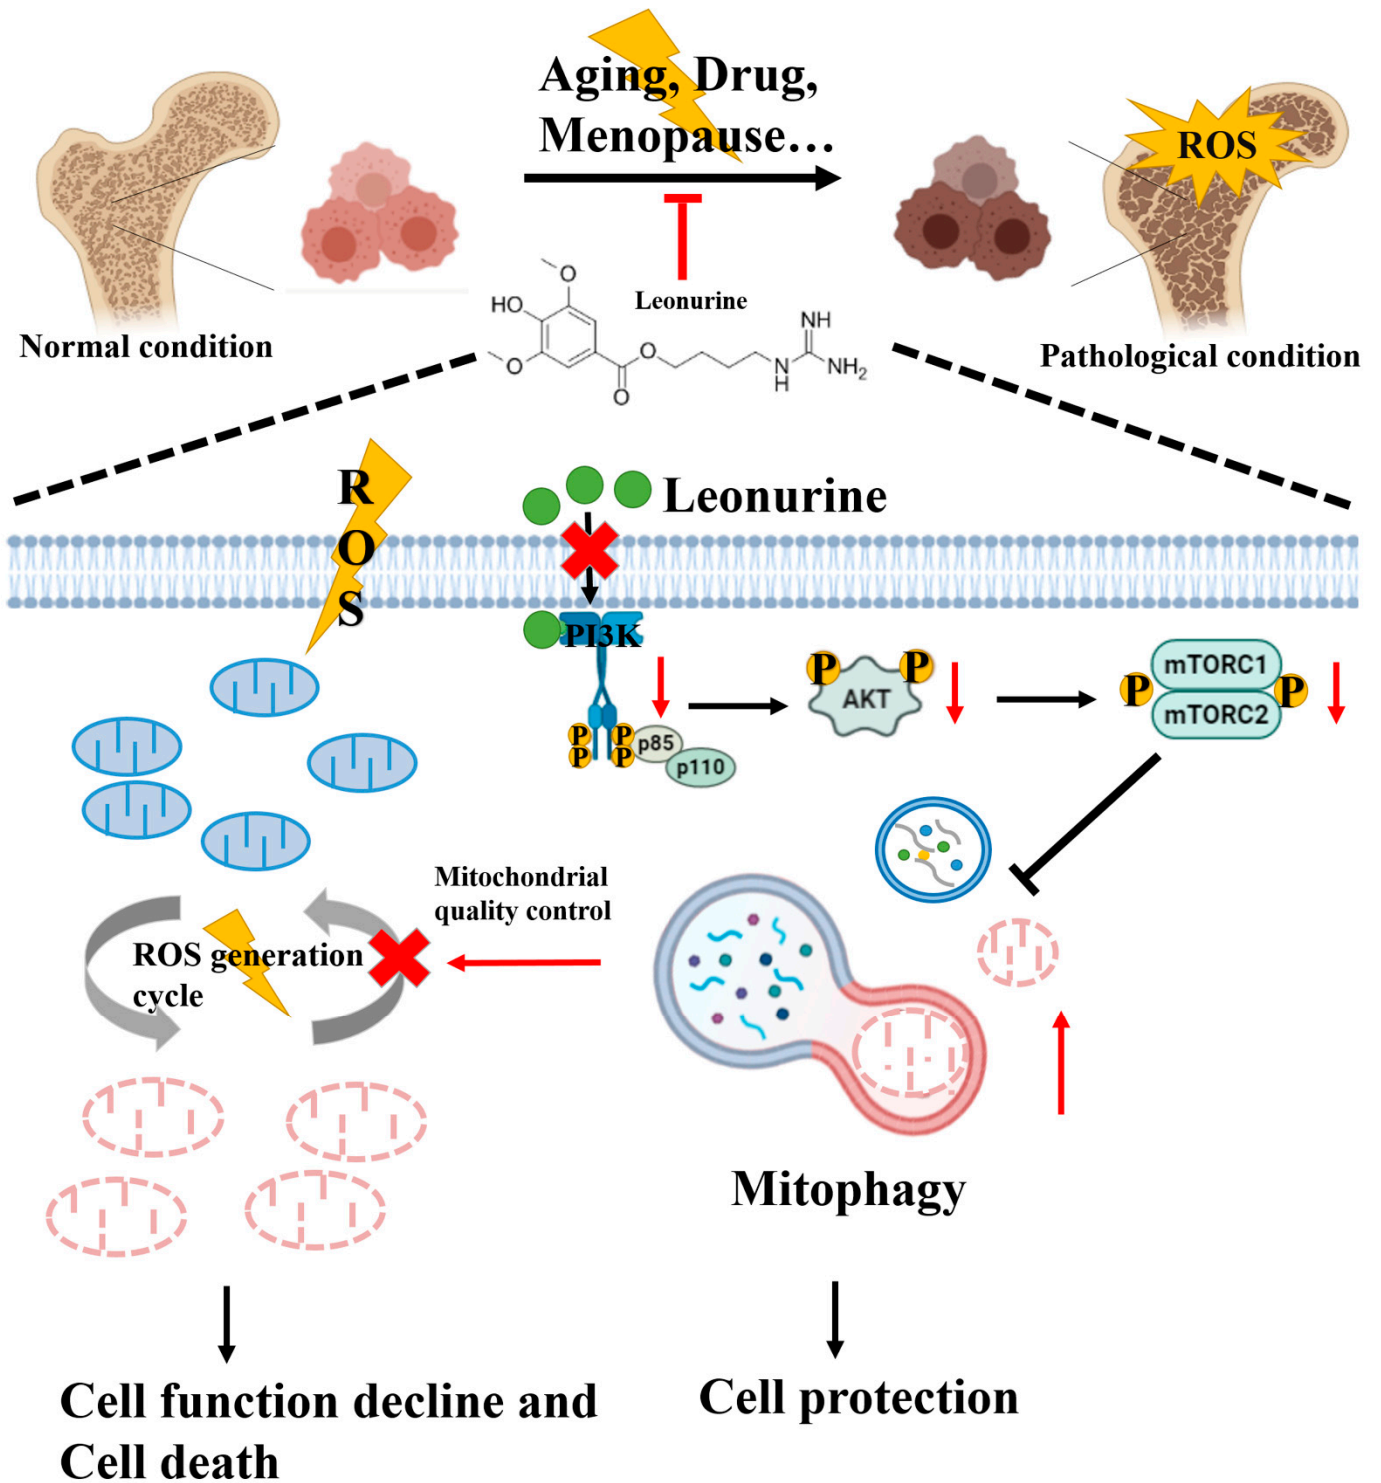 Aging, Drug,
Menopause…
ROS
Leonurine
HO
O
O
O
O
N
H
NH
NH2
Normal condition
Pathological condition
R
O
S
Leonurine
PI3K
P
P
P
P
p85
p110
P
P
AKT
P
P
mTORC1
mTORC2
Mitochondrial
quality control
ROS generation
cycle
Mitophagy
Cell function decline and
Cell death
Cell protection